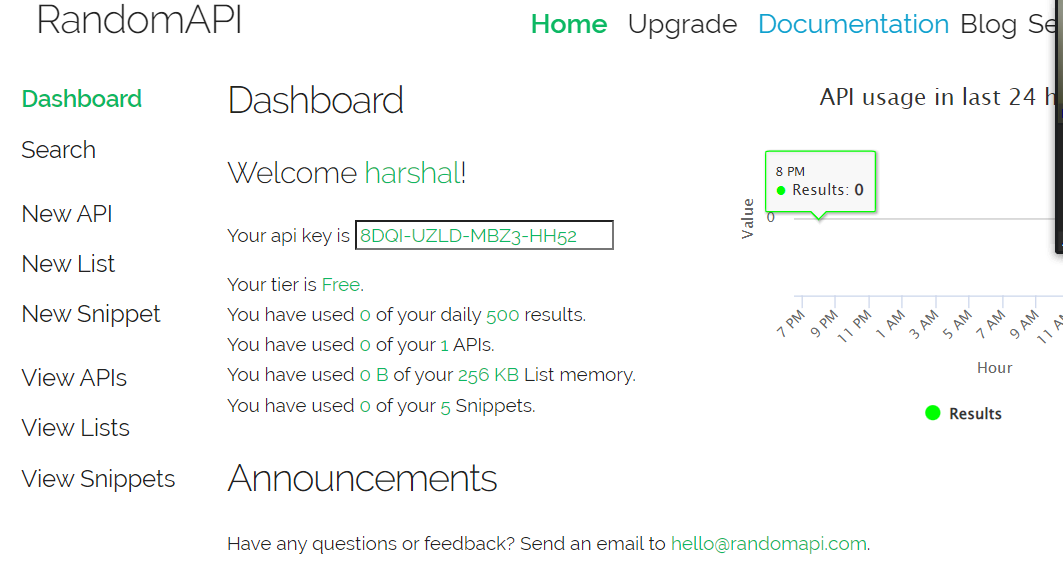 RandomAPI
Home Upgrade Documentation Blog Se
Dashboard
Search
New API
New List
New Snippet
View APIs
View Lists
View Snippets
Dashboard
Welcome harshal!
Your api key is 8DQI-UZLD-MBZ3-HH52
Your tier is Free.
You have used 0 of your daily 500 results.
You have used 0 of your 1 APIs.
You have used 0 B of your 256 KB List memory.
You have used 0 of your 5 Snippets.
API usage in last 24 h
8 PM
Results: 0
Value
0
7 PM 9 PM 11 PM 1 AM 3 AM 5 AM 7 AM 9 AM 11 A
Hour
Results
Announcements
Have any questions or feedback? Send an email to hello@randomapi.com.